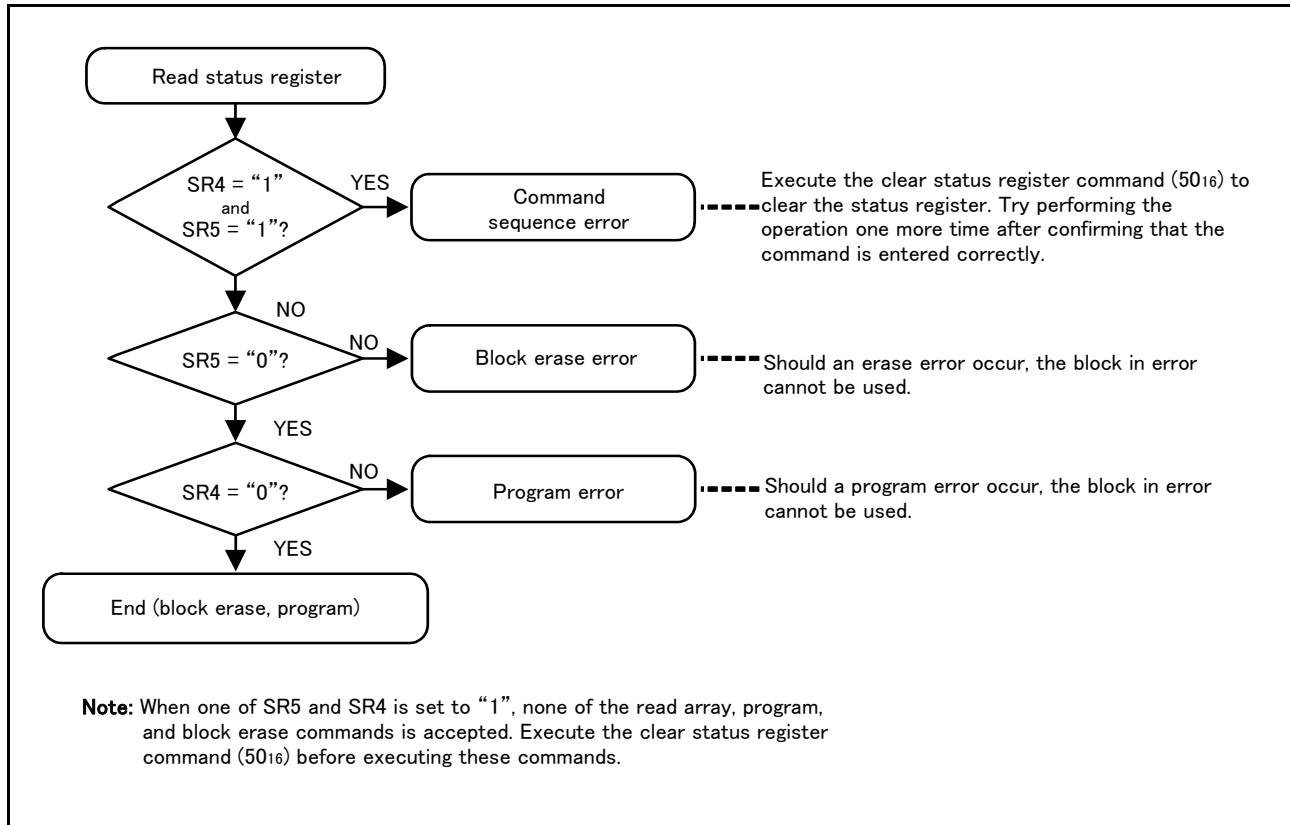 Read status register
SR4 = “1”
and
SR5 = “1”?
YES
Command
sequence error
Execute the clear status register command (5016) to
clear the status register. Try performing the
operation one more time after confirming that the
command is entered correctly.
NO
SR5 = “0”?
NO
Block erase error
Should an erase error occur, the block in error
cannot be used.
YES
SR4 = “0”?
NO
Program error
Should a program error occur, the block in error
cannot be used.
YES
End (block erase, program)
Note: When one of SR5 and SR4 is set to “1”, none of the read array, program,
and block erase commands is accepted. Execute the clear status register
command (5016) before executing these commands.